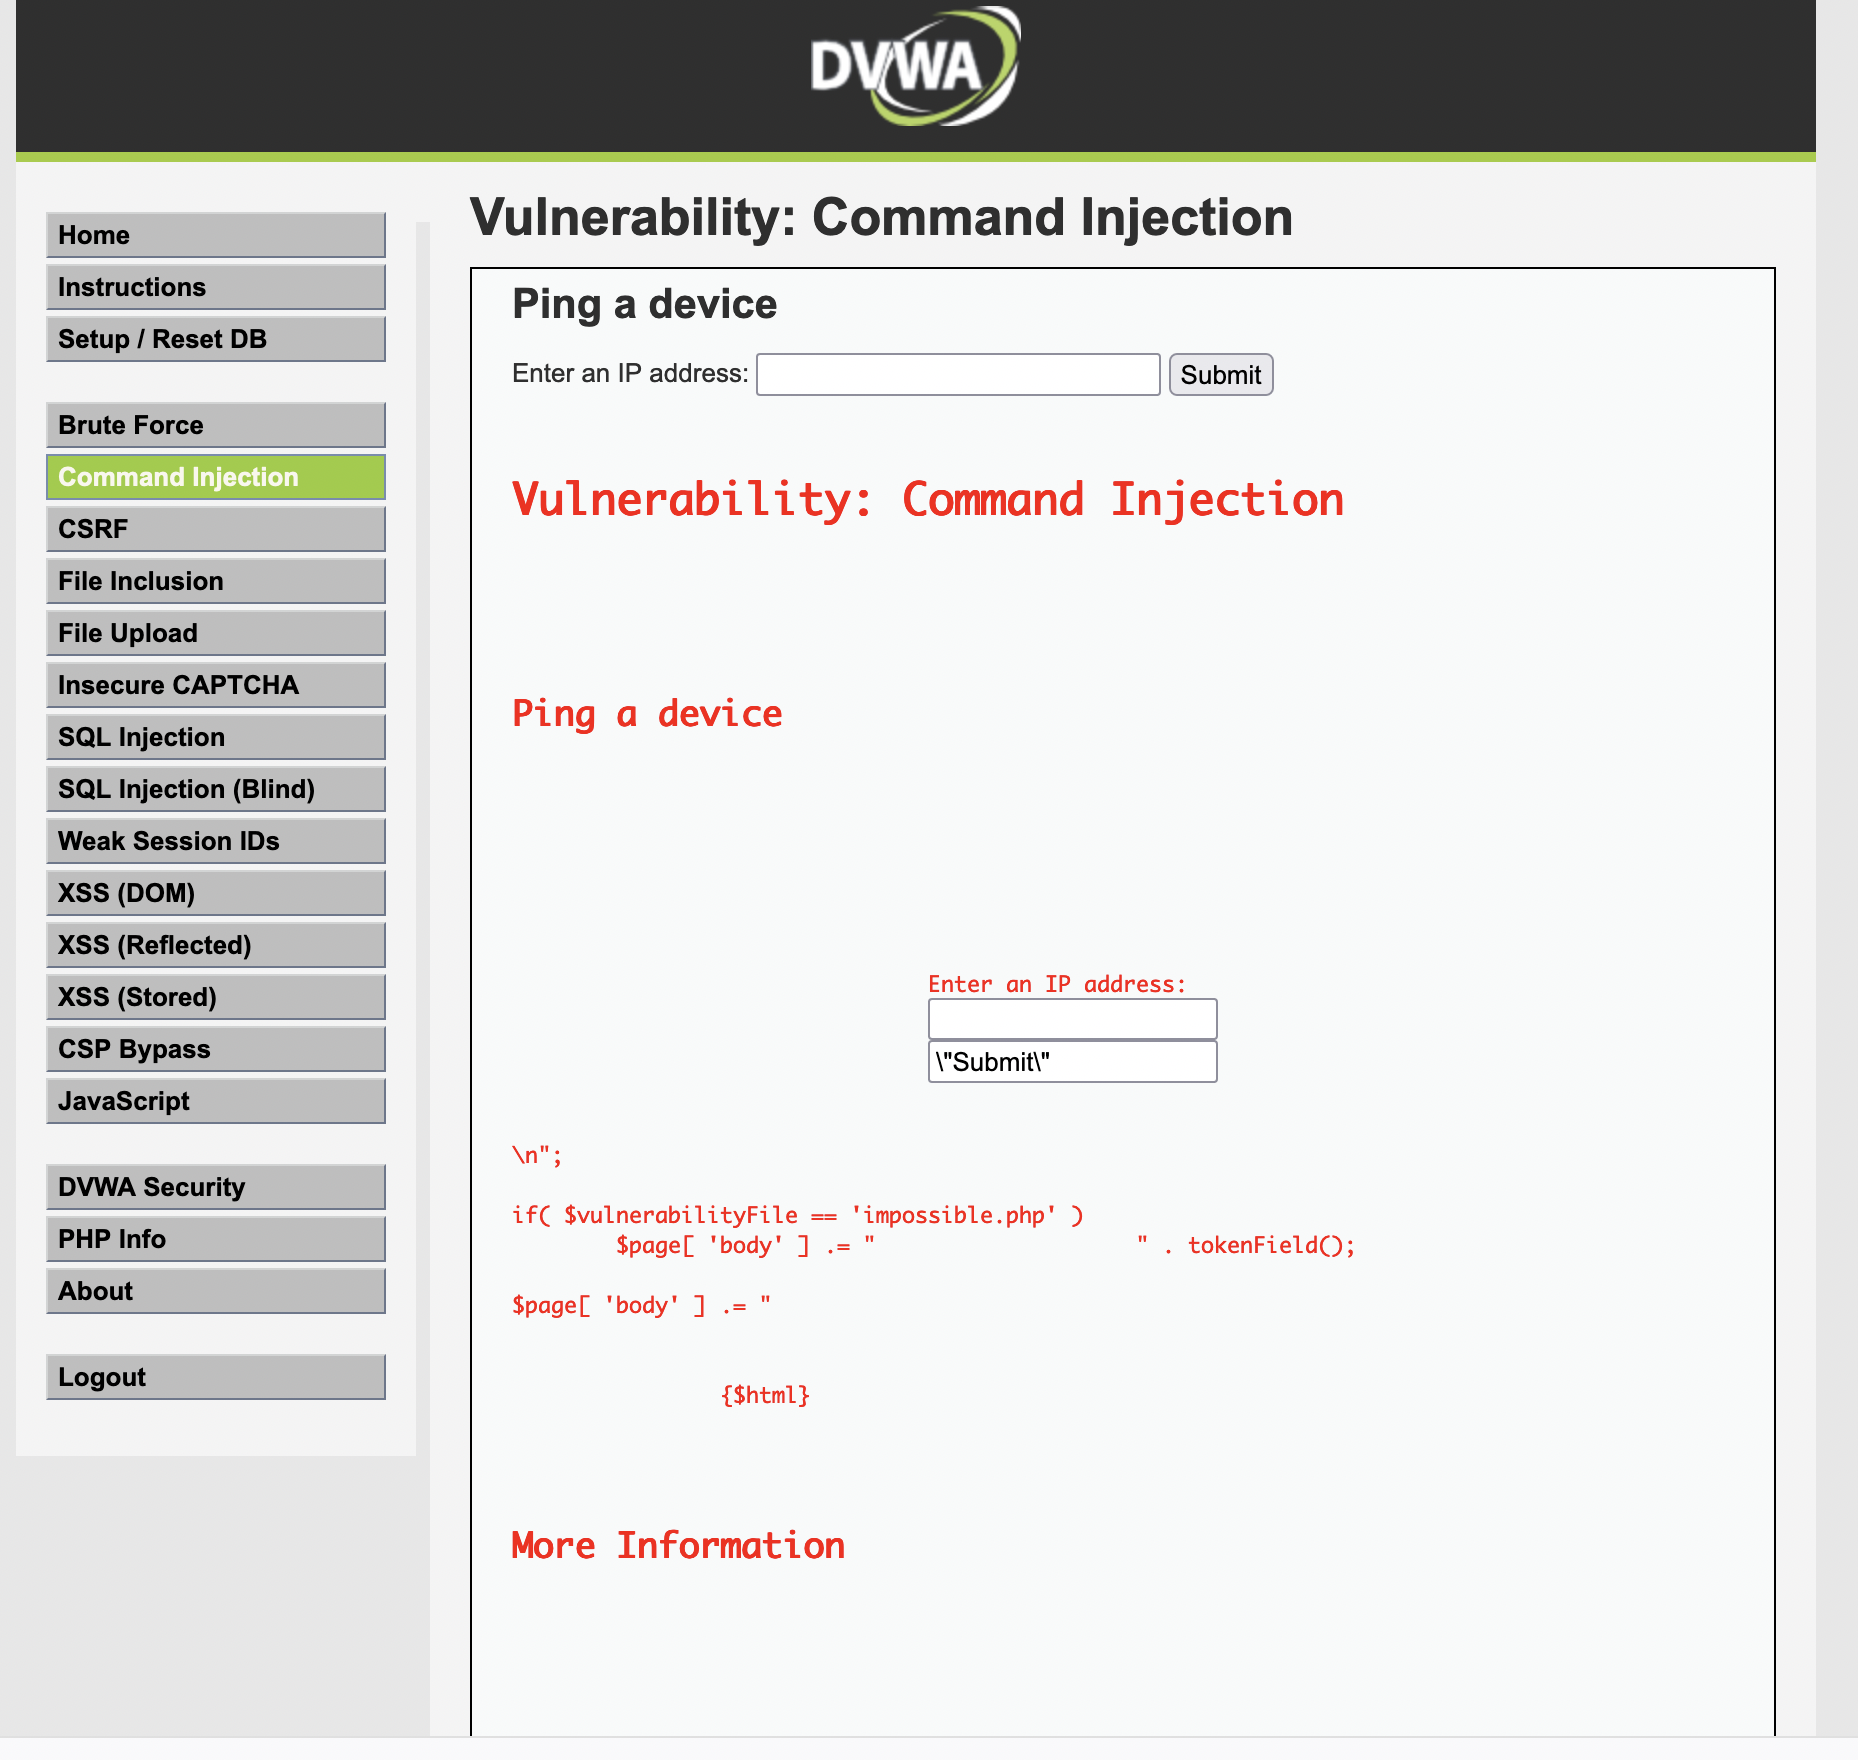 DVWA
Home
Instructions
Setup / Reset DB
Brute Force
Command Injection
CSRF
File Inclusion
File Upload
Insecure CAPTCHA
SQL Injection
SQL Injection (Blind)
Weak Session IDs
XSS (DOM)
XSS (Reflected)
XSS (Stored)
CSP Bypass
JavaScript
DVWA Security
PHP Info
About
Logout
Vulnerability: Command Injection
Ping a device
Enter an IP address: Submit
Vulnerability: Command Injection
Ping a device
Enter an IP address:
\"Submit\"
\n";
if( $vulnerabilityFile == 'impossible.php' )
$page[ 'body' ] .= " " . tokenField();
$page[ 'body' ] .= "
{$html}
More Information